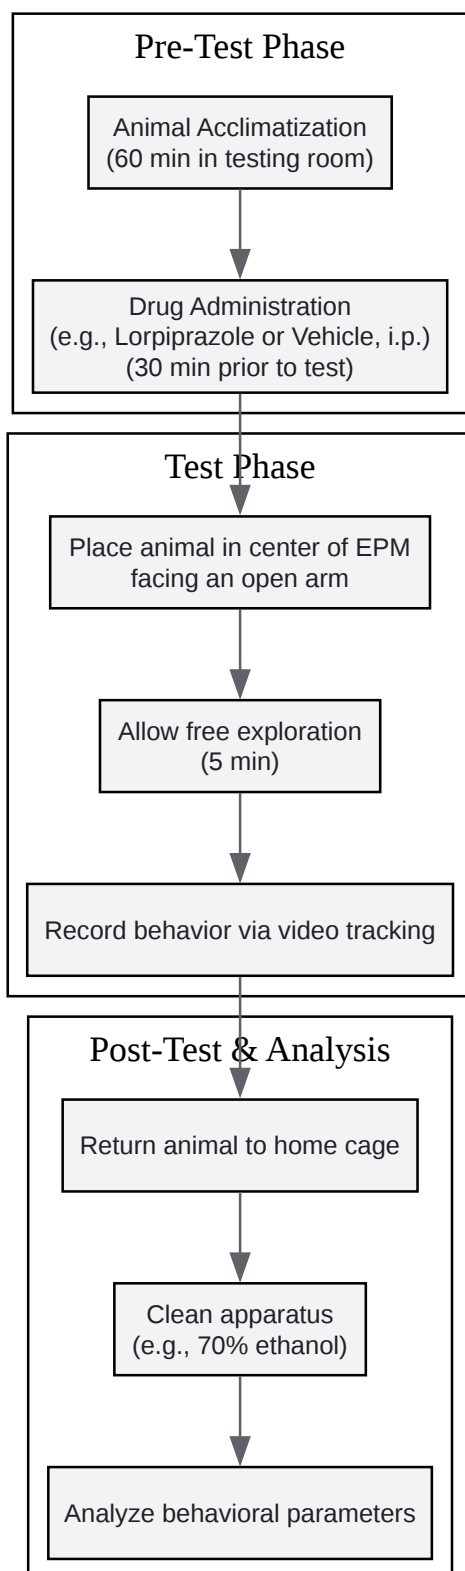 Pre-Test Phase
Animal Acclimatization
(60 min in testing room)
Drug Administration
(e.g., Lorpiprazole or Vehicle, i.p.)
(30 min prior to test)
Test Phase
Place animal in center of EPM
facing an open arm
Allow free exploration
(5 min)
Record behavior via video tracking
Post-Test & Analysis
Return animal to home cage
Clean apparatus
(e.g., 70% ethanol)
Analyze behavioral parameters